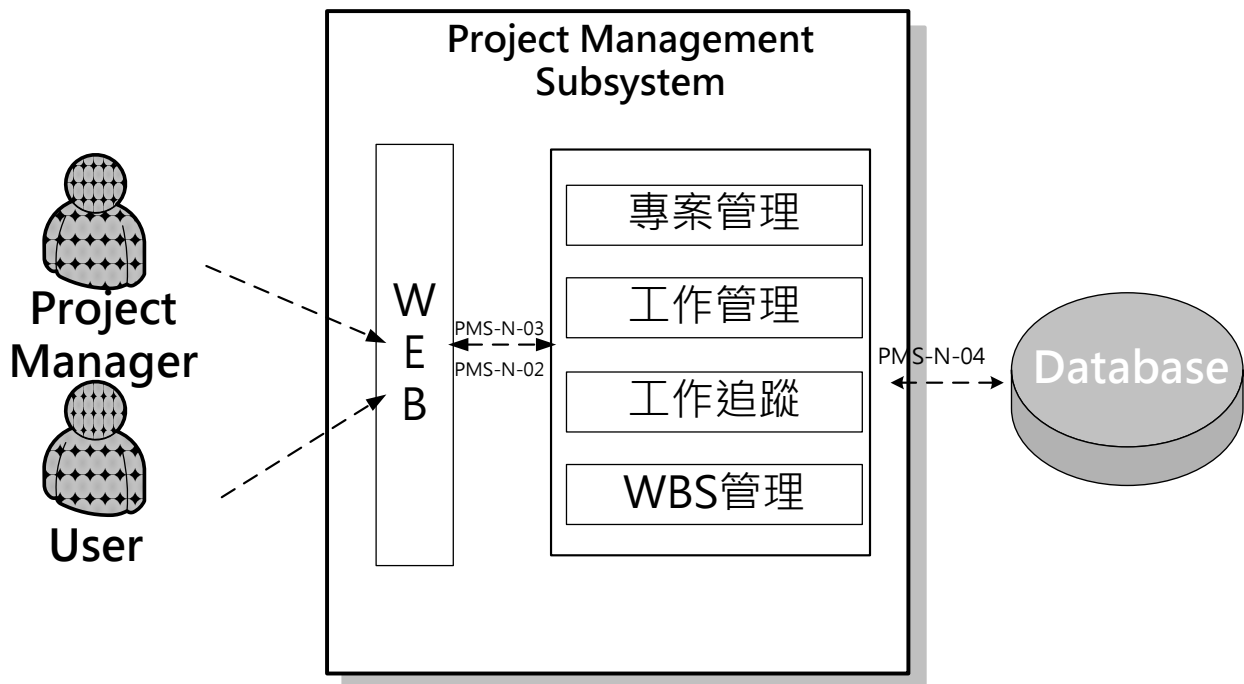 Project Management
Subsystem
Project
Manager
User
W
E
B
PMS-N-03
PMS-N-02
專案管理
工作管理
工作追蹤
WBS管理
PMS-N-04
Database